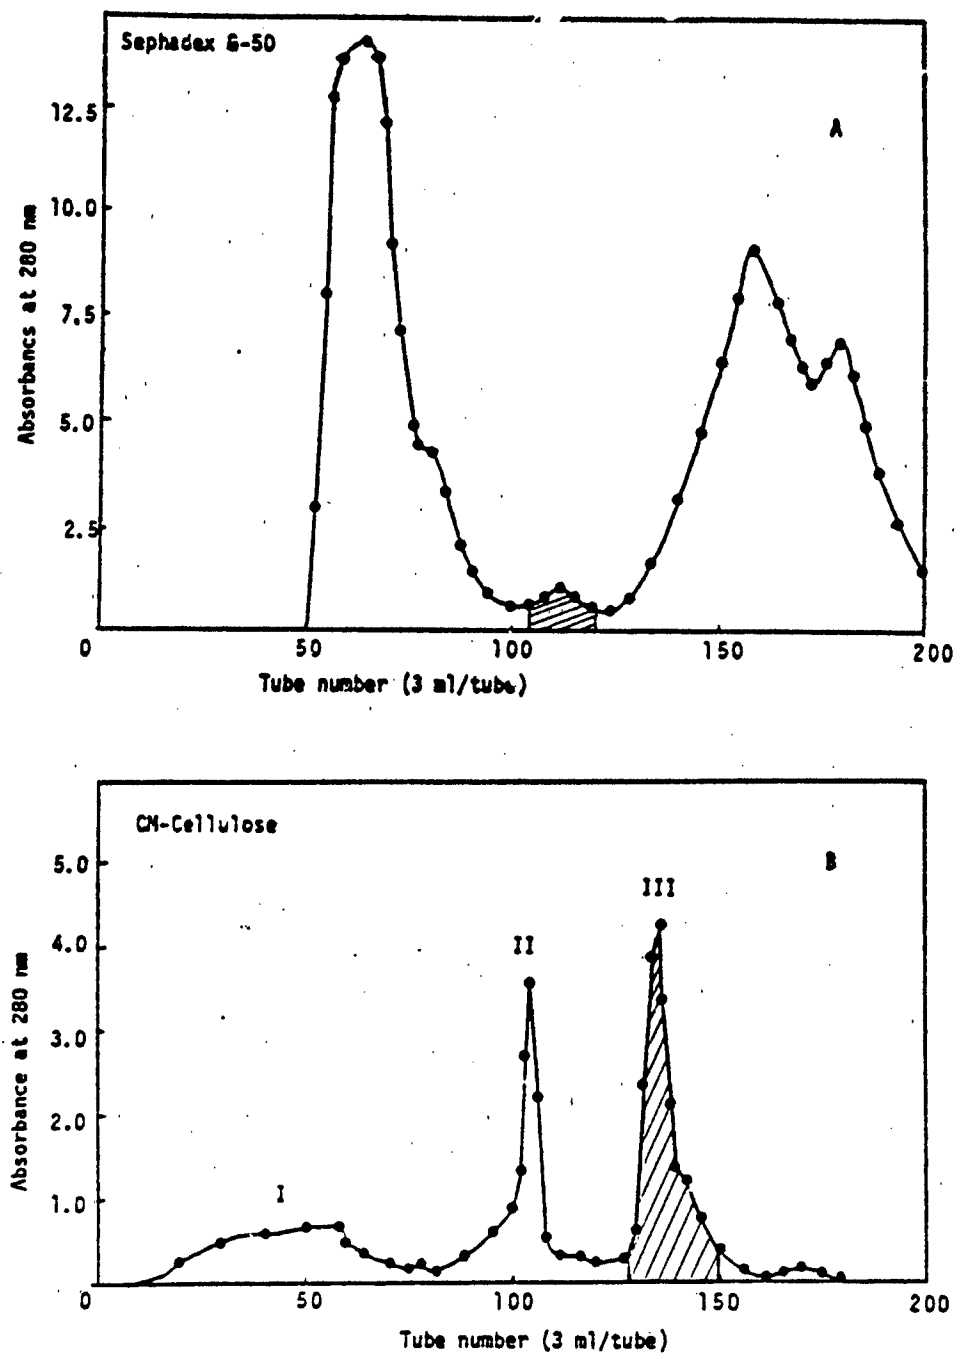 Sephadex G-50
A
12.5
10.0
7.5
5.0
2.5
Absorbancs at 280 nm
0 50 100 150 200
Tube number (3 ml/tube)
CM-Cellulose
B
5.0
4.0
3.0
2.0
1.0
Absorbance at 280 nm
I
II
III
0 50 100 150 200
Tube number (3 ml/tube)